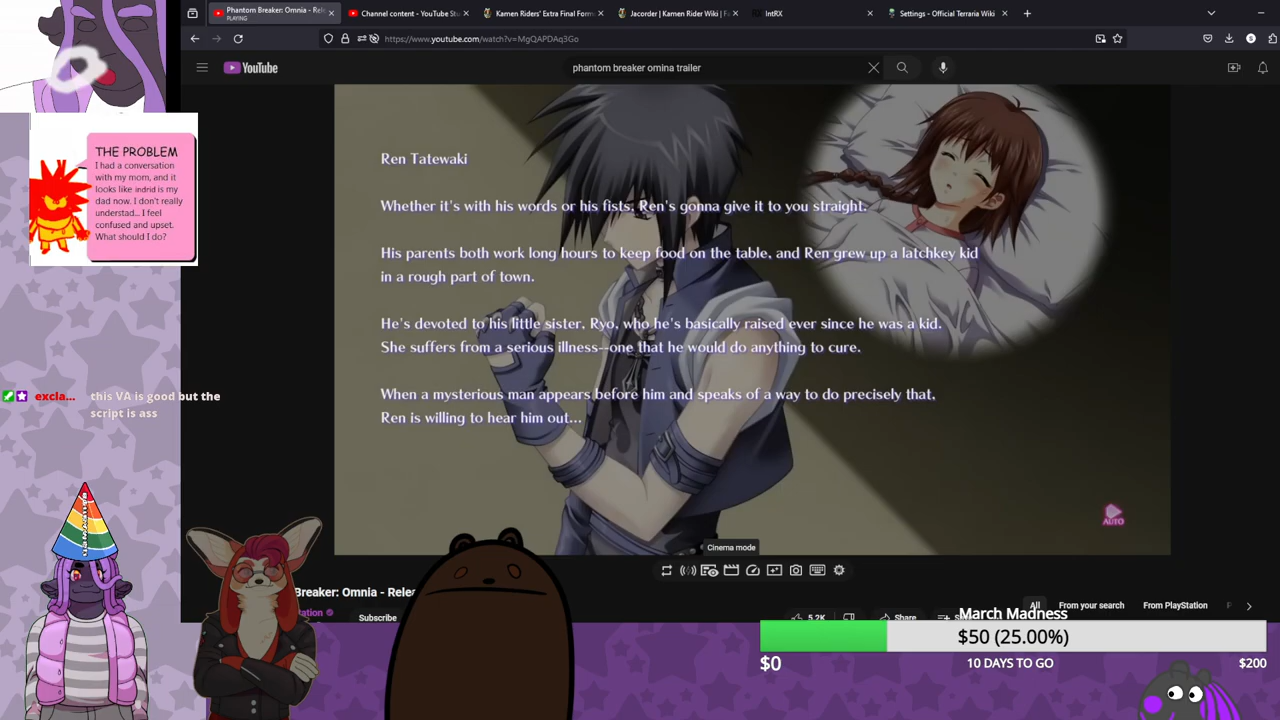 Phantom Breaker: Omnia - Rele
PLAYING
Channel content - YouTube Stu
Kamen Riders' Extra Final Form
Jacorder | Kamen Rider Wiki | Fa
IntRX
Settings - Official Terraria Wiki
https://www.youtube.com/watch?v=MgQAPDAq3Go
YouTube
phantom breaker omina trailer
THE PROBLEM
I had a conversation
with my mom, and it
looks like indrid is my
dad now. I don't really
understad... I feel
confused and upset.
What should I do?
Ren Tatewaki
Whether it's with his words or his fists, Ren's gonna give it to you straight.
His parents both work long hours to keep food on the table, and Ren grew up a latchkey kid
in a rough part of town.
He's devoted to his little sister, Ryo, who he's basically raised ever since he was a kid.
She suffers from a serious illness--one that he would do anything to cure.
When a mysterious man appears before him and speaks of a way to do precisely that,
Ren is willing to hear him out...
AUTO
excla... this VA is good but the
script is ass
Cinema mode
Breaker: Omnia - Relea
station
Subscribe
5.2K
Share
All
From your search
From PlayStation
March Madness
$50 (25.00%)
$0
10 DAYS TO GO
$200